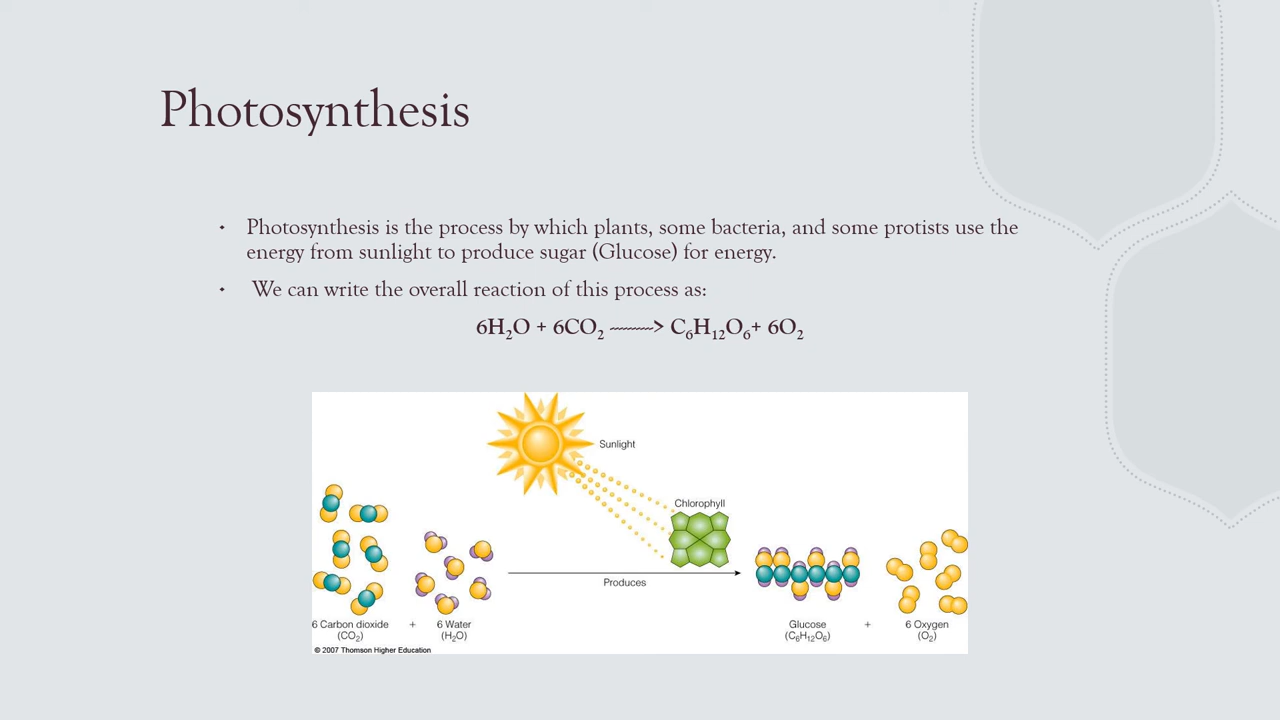 Photosynthesis
• Photosynthesis is the process by which plants, some bacteria, and some protists use the
energy from sunlight to produce sugar (Glucose) for energy.
• We can write the overall reaction of this process as:
6H₂O + 6CO₂ ---------> C₆H₁₂O₆+ 6O₂
Sunlight
Chlorophyll
Produces
6 Carbon dioxide + 6 Water Glucose + 6 Oxygen
(CO₂) (H₂O) (C₆H₁₂O₆) (O₂)
© 2007 Thomson Higher Education